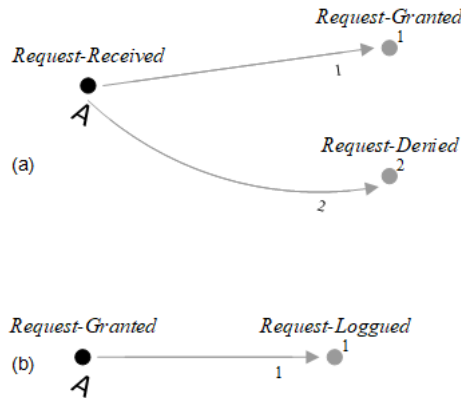 Request-Granted
1
Request-Received
1
A
Request-Denied
(a)
2
2
Request-Granted
Request-Loggued
1
(b)
1
A